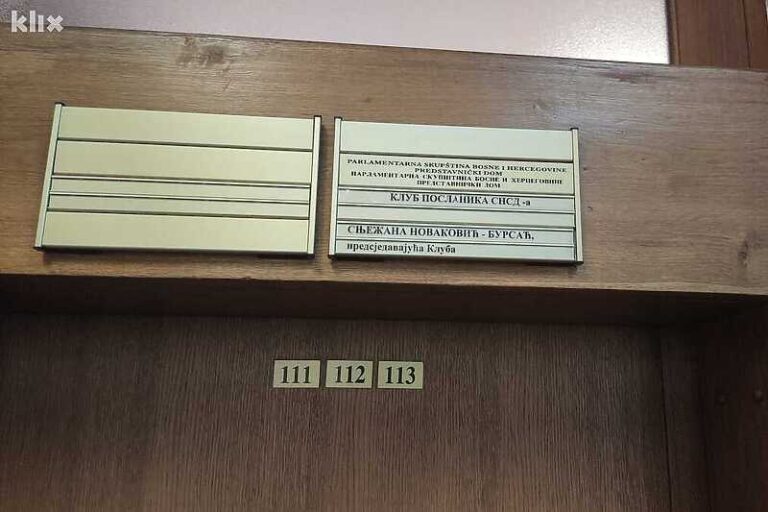 klix
PARLAMENTARNA SKUPŠTINA BOSNE I HERCEGOVINE
PREDSTAVNIČKI DOM
ПАРЛАМЕНТАРНА СКУПШТИНА БОСНЕ И ХЕРЦЕГОВИНЕ
ПРЕДСТАВНИЧКИ ДОМ
КЛУБ ПОСЛАНИКА СНСД -а
СЊЕЖАНА НОВАКОВИЋ - БУРСАЋ,
предсједавајућа Клуба
111 112 113